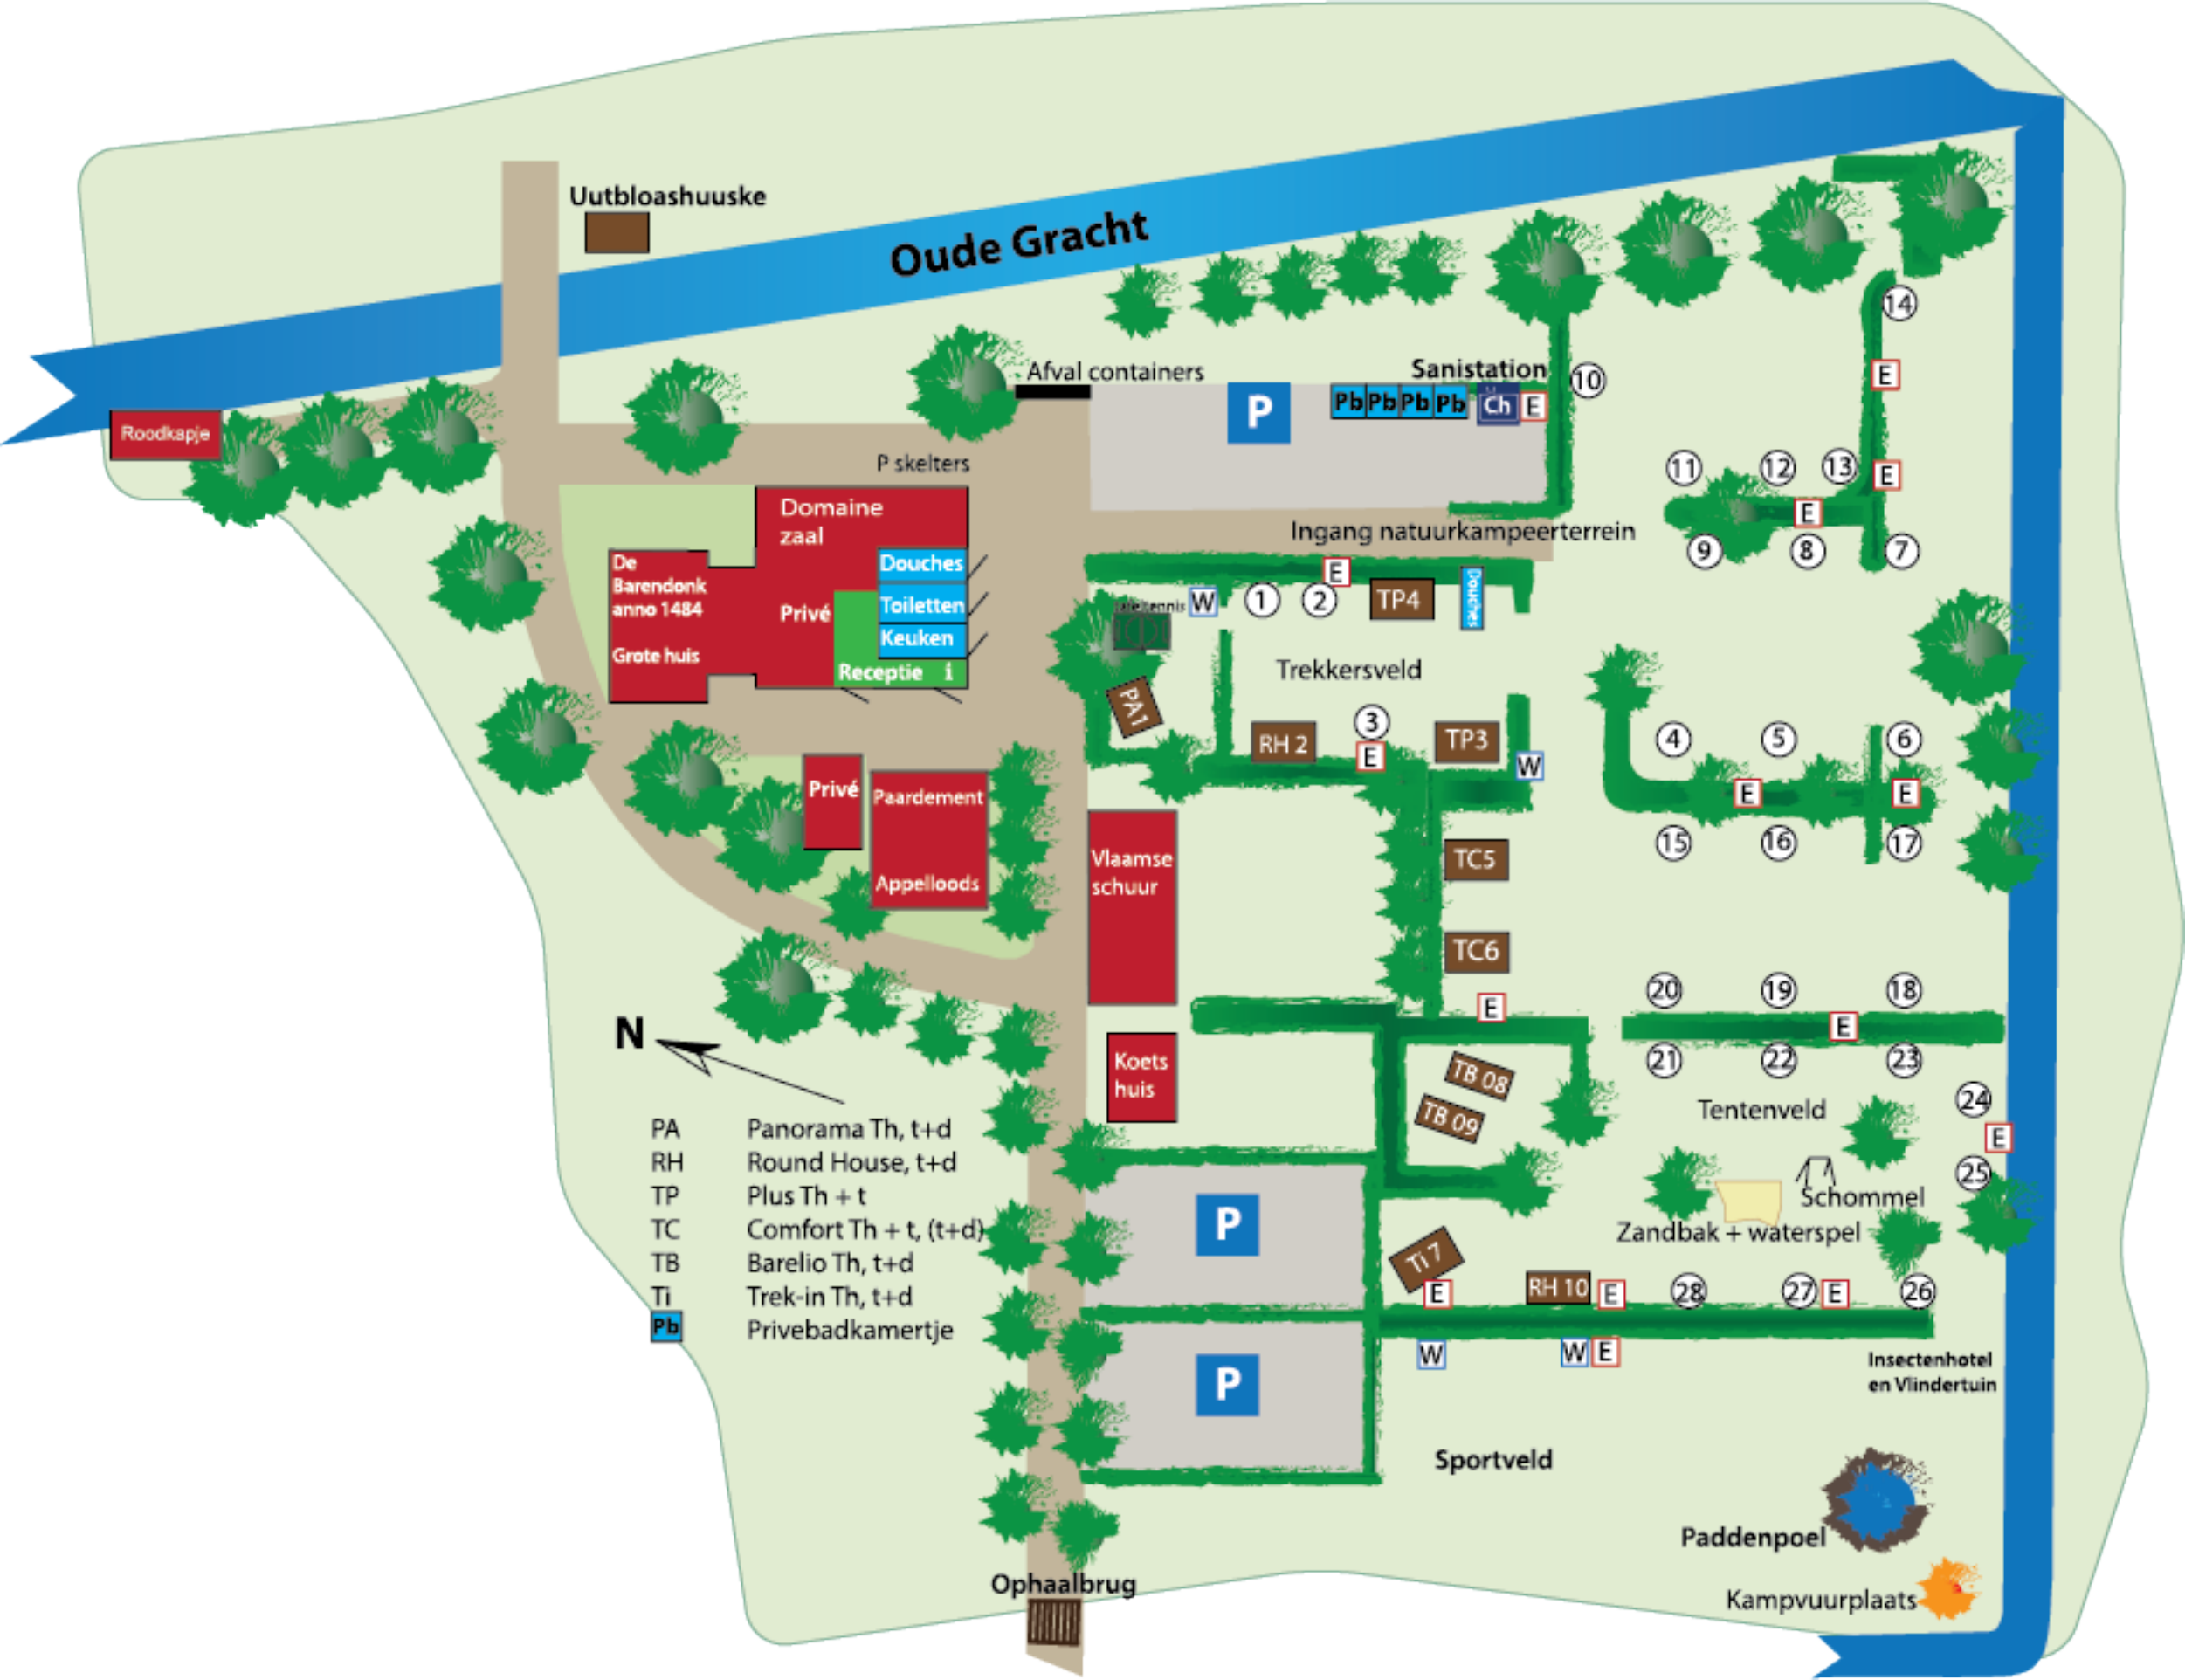 Uutbloashuuske
Oude Gracht
14
Afval containers
Sanistation
10
E
P
Pb Pb Pb Pb
Ch
E
Roodkapje
P skelters
11
12
13
E
Domaine
zaal
E
Ingang natuurkampeerterrein
9
8
7
De
Barendonk
anno 1484
Grote huis
Privé
Douches
Toiletten
Keuken
Receptie i
E
W
1
2
TP4
Douches
Trekkersveld
PA1
RH 2
3
E
TP3
W
4
5
6
E
E
15
16
17
Privé
Paardement
Appelloods
Vlaamse
schuur
TC5
TC6
E
20
19
18
E
21
22
23
N
Koets
huis
TB 08
TB 09
Tentenveld
24
E
25
Schommel
Zandbak + waterspel
PA Panorama Th, t+d
RH Round House, t+d
TP Plus Th + t
TC Comfort Th + t, (t+d)
TB Barelio Th, t+d
Ti Trek-in Th, t+d
Pb Privebadkamertje
P
Ti 7
E
RH 10
E
28
27
E
26
W
W
E
Insectenhotel
en Vlindertuin
P
Sportveld
Paddenpoel
Ophaalbrug
Kampvuurplaats